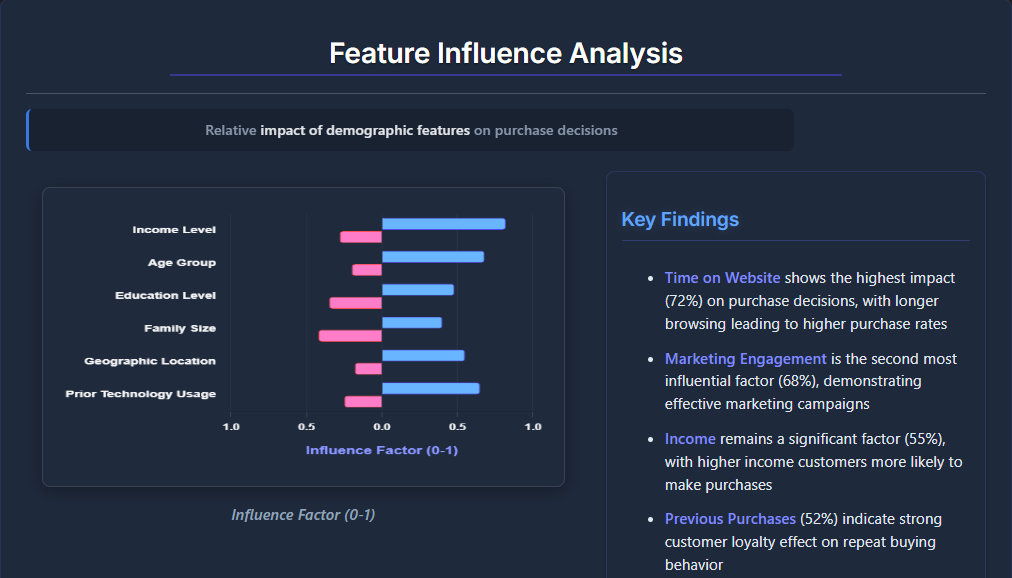 Feature Influence Analysis
Relative impact of demographic features on purchase decisions
Income Level
Age Group
Education Level
Family Size
Geographic Location
Prior Technology Usage
1.0 0.5 0.0 0.5 1.0
Influence Factor (0-1)
Influence Factor (0-1)
Key Findings
• Time on Website shows the highest impact
(72%) on purchase decisions, with longer
browsing leading to higher purchase rates
• Marketing Engagement is the second most
influential factor (68%), demonstrating
effective marketing campaigns
• Income remains a significant factor (55%),
with higher income customers more likely to
make purchases
• Previous Purchases (52%) indicate strong
customer loyalty effect on repeat buying
behavior